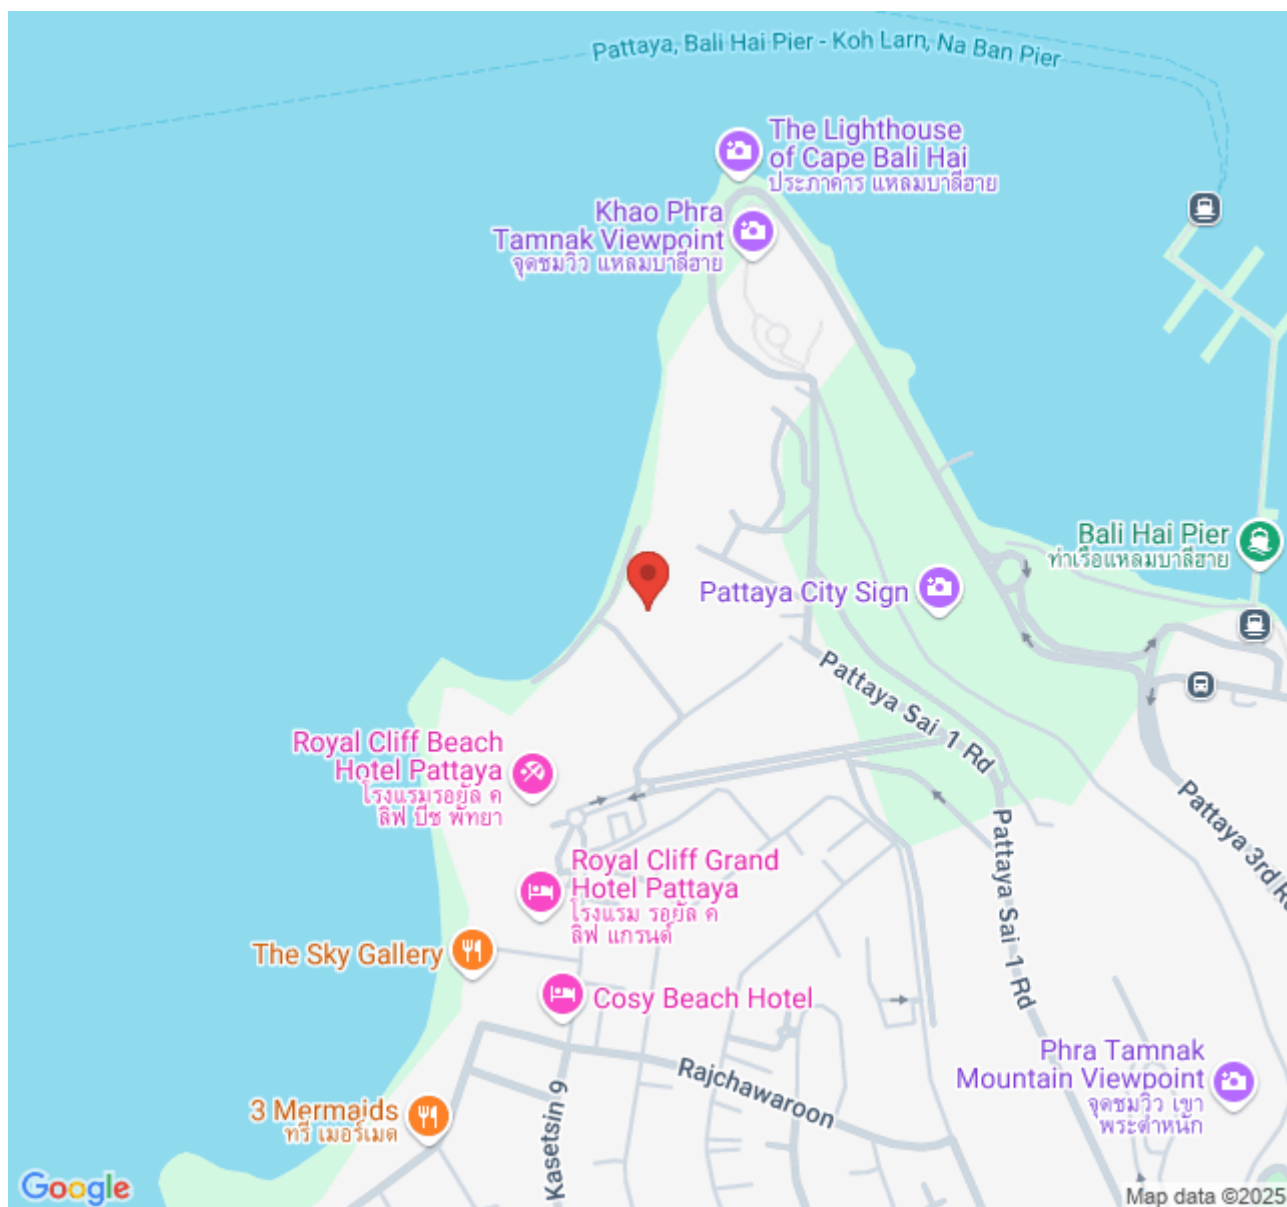 Pattaya, Bali Hai Pier - Koh Larn, Na Ban Pier
The Lighthouse
of Cape Bali Hai
ประภาคาร แหลมบาลีฮาย
Khao Phra
Tamnak Viewpoint
จุดชมวิว แหลมบาลีฮาย
Bali Hai Pier
ท่าเรือแหลมบาลีฮาย
Pattaya City Sign
Pattaya Sai 1 Rd
Royal Cliff Beach
Hotel Pattaya
โรงแรมรอยัล ค
ลิฟ บีช พัทยา
Pattaya 3rd R
Pattaya Sai 1 Rd
Royal Cliff Grand
Hotel Pattaya
โรงแรม รอยัล ค
ลิฟ แกรนด์
The Sky Gallery
Cosy Beach Hotel
Rajchawaroon
Phra Tamnak
Mountain Viewpoint
จุดชมวิว เขา
พระตำหนัก
3 Mermaids
ทรี เมอร์เมด
Kasetsin 9
Google
Map data ©2025